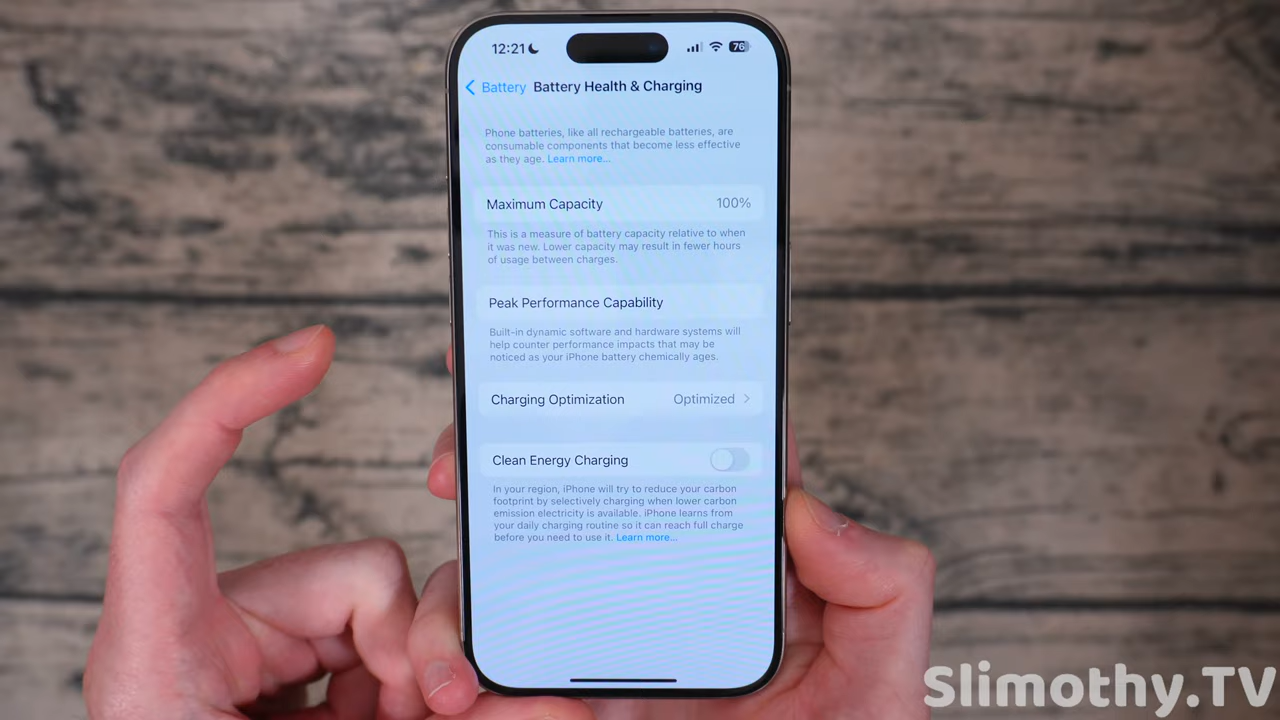 12:21
76
Battery Battery Health & Charging
Phone batteries, like all rechargeable batteries, are
consumable components that become less effective
as they age. Learn more...
Maximum Capacity 100%
This is a measure of battery capacity relative to when
it was new. Lower capacity may result in fewer hours
of usage between charges.
Peak Performance Capability
Built-in dynamic software and hardware systems will
help counter performance impacts that may be
noticed as your iPhone battery chemically ages.
Charging Optimization Optimized
Clean Energy Charging
In your region, iPhone will try to reduce your carbon
footprint by selectively charging when lower carbon
emission electricity is available. iPhone learns from
your daily charging routine so it can reach full charge
before you need to use it. Learn more...
Slimothy.TV